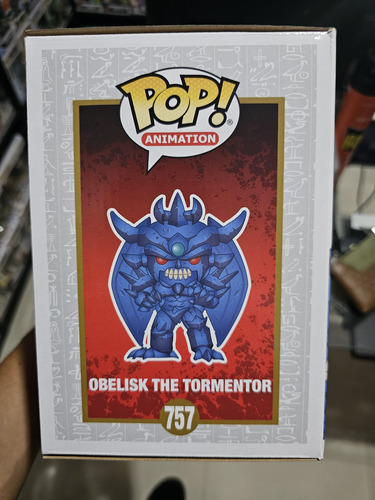 POP!
®
ANIMATION
OBELISK THE TORMENTOR
757